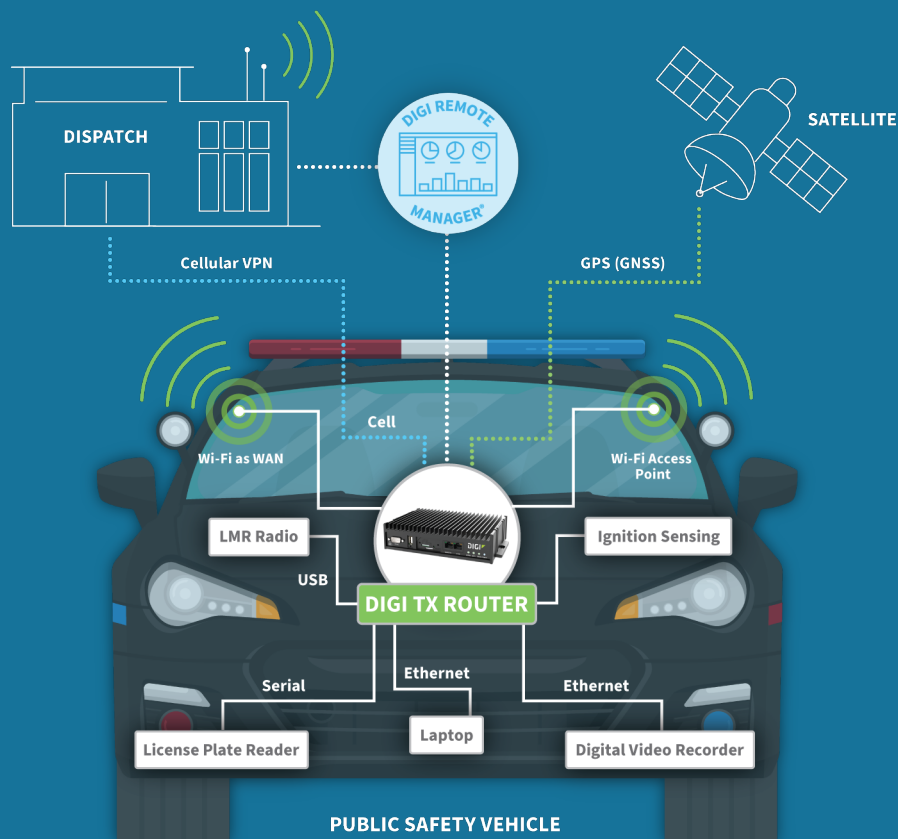 DISPATCH
DIGI REMOTE
MANAGER®
SATELLITE
Cellular VPN
GPS (GNSS)
Cell
Wi-Fi as WAN
Wi-Fi Access
Point
LMR Radio
Ignition Sensing
DIGI
USB
DIGI TX ROUTER
Serial
Ethernet
Ethernet
License Plate Reader
Laptop
Digital Video Recorder
PUBLIC SAFETY VEHICLE